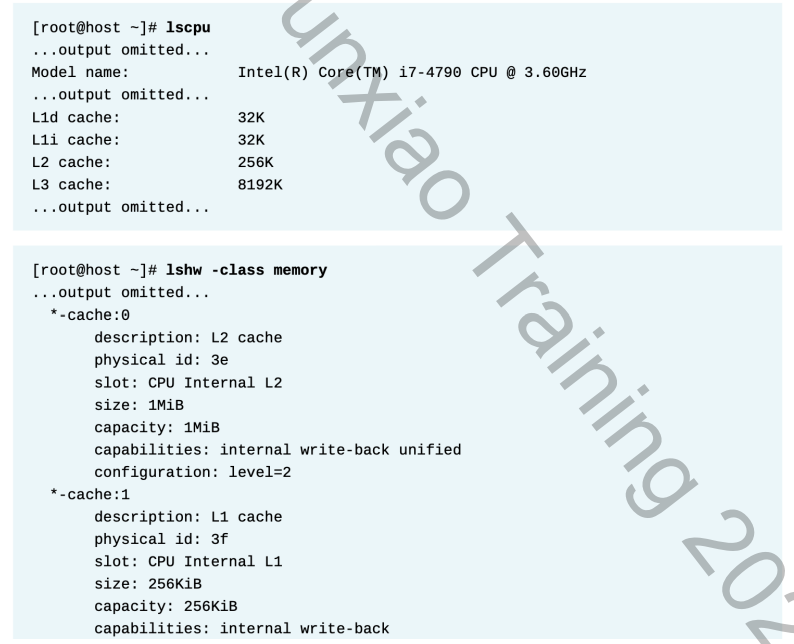 [root@host ~]# lscpu
...output omitted...
Model name:              Intel(R) Core(TM) i7-4790 CPU @ 3.60GHz
...output omitted...
L1d cache:               32K
L1i cache:               32K
L2 cache:                256K
L3 cache:                8192K
...output omitted...
[root@host ~]# lshw -class memory
...output omitted...
  *-cache:0
       description: L2 cache
       physical id: 3e
       slot: CPU Internal L2
       size: 1MiB
       capacity: 1MiB
       capabilities: internal write-back unified
       configuration: level=2
  *-cache:1
       description: L1 cache
       physical id: 3f
       slot: CPU Internal L1
       size: 256KiB
       capacity: 256KiB
       capabilities: internal write-back
Training